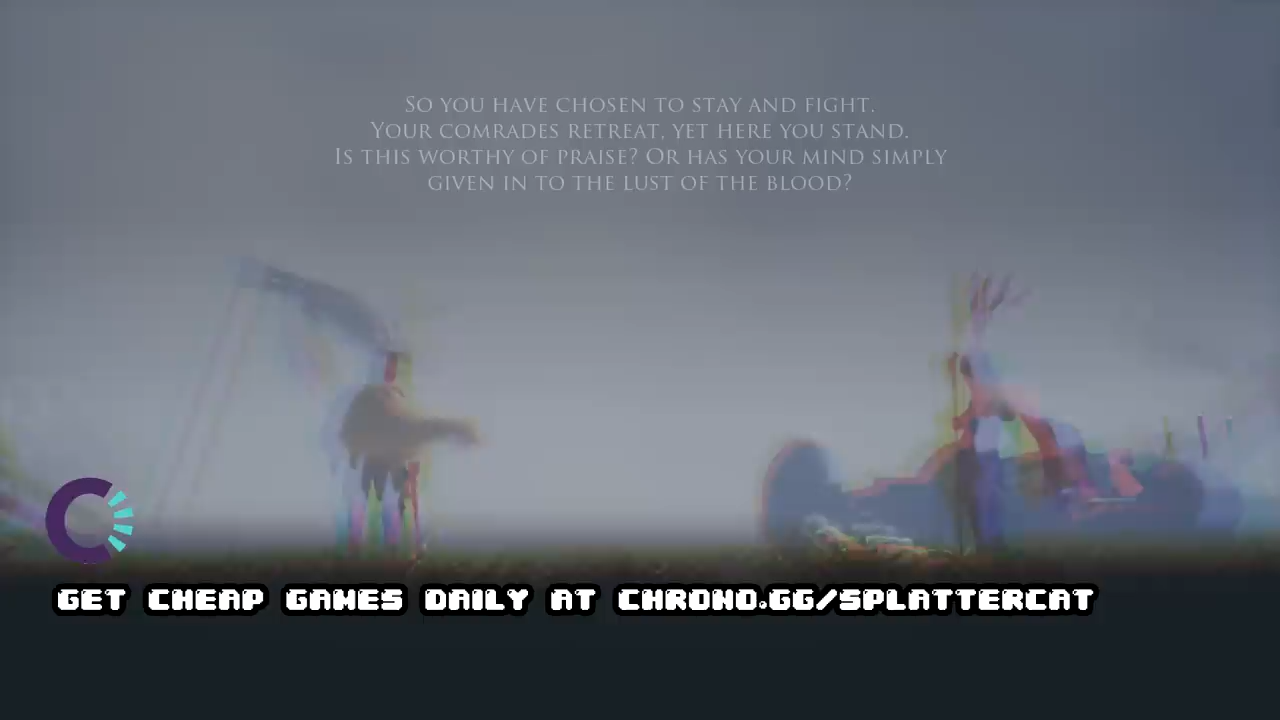 So you have chosen to stay and fight.
Your comrades retreat, yet here you stand.
Is this worthy of praise? Or has your mind simply
given in to the lust of the blood?
GET CHEAP GAMES DAILY AT CHRONO.GG/SPLATTERCAT